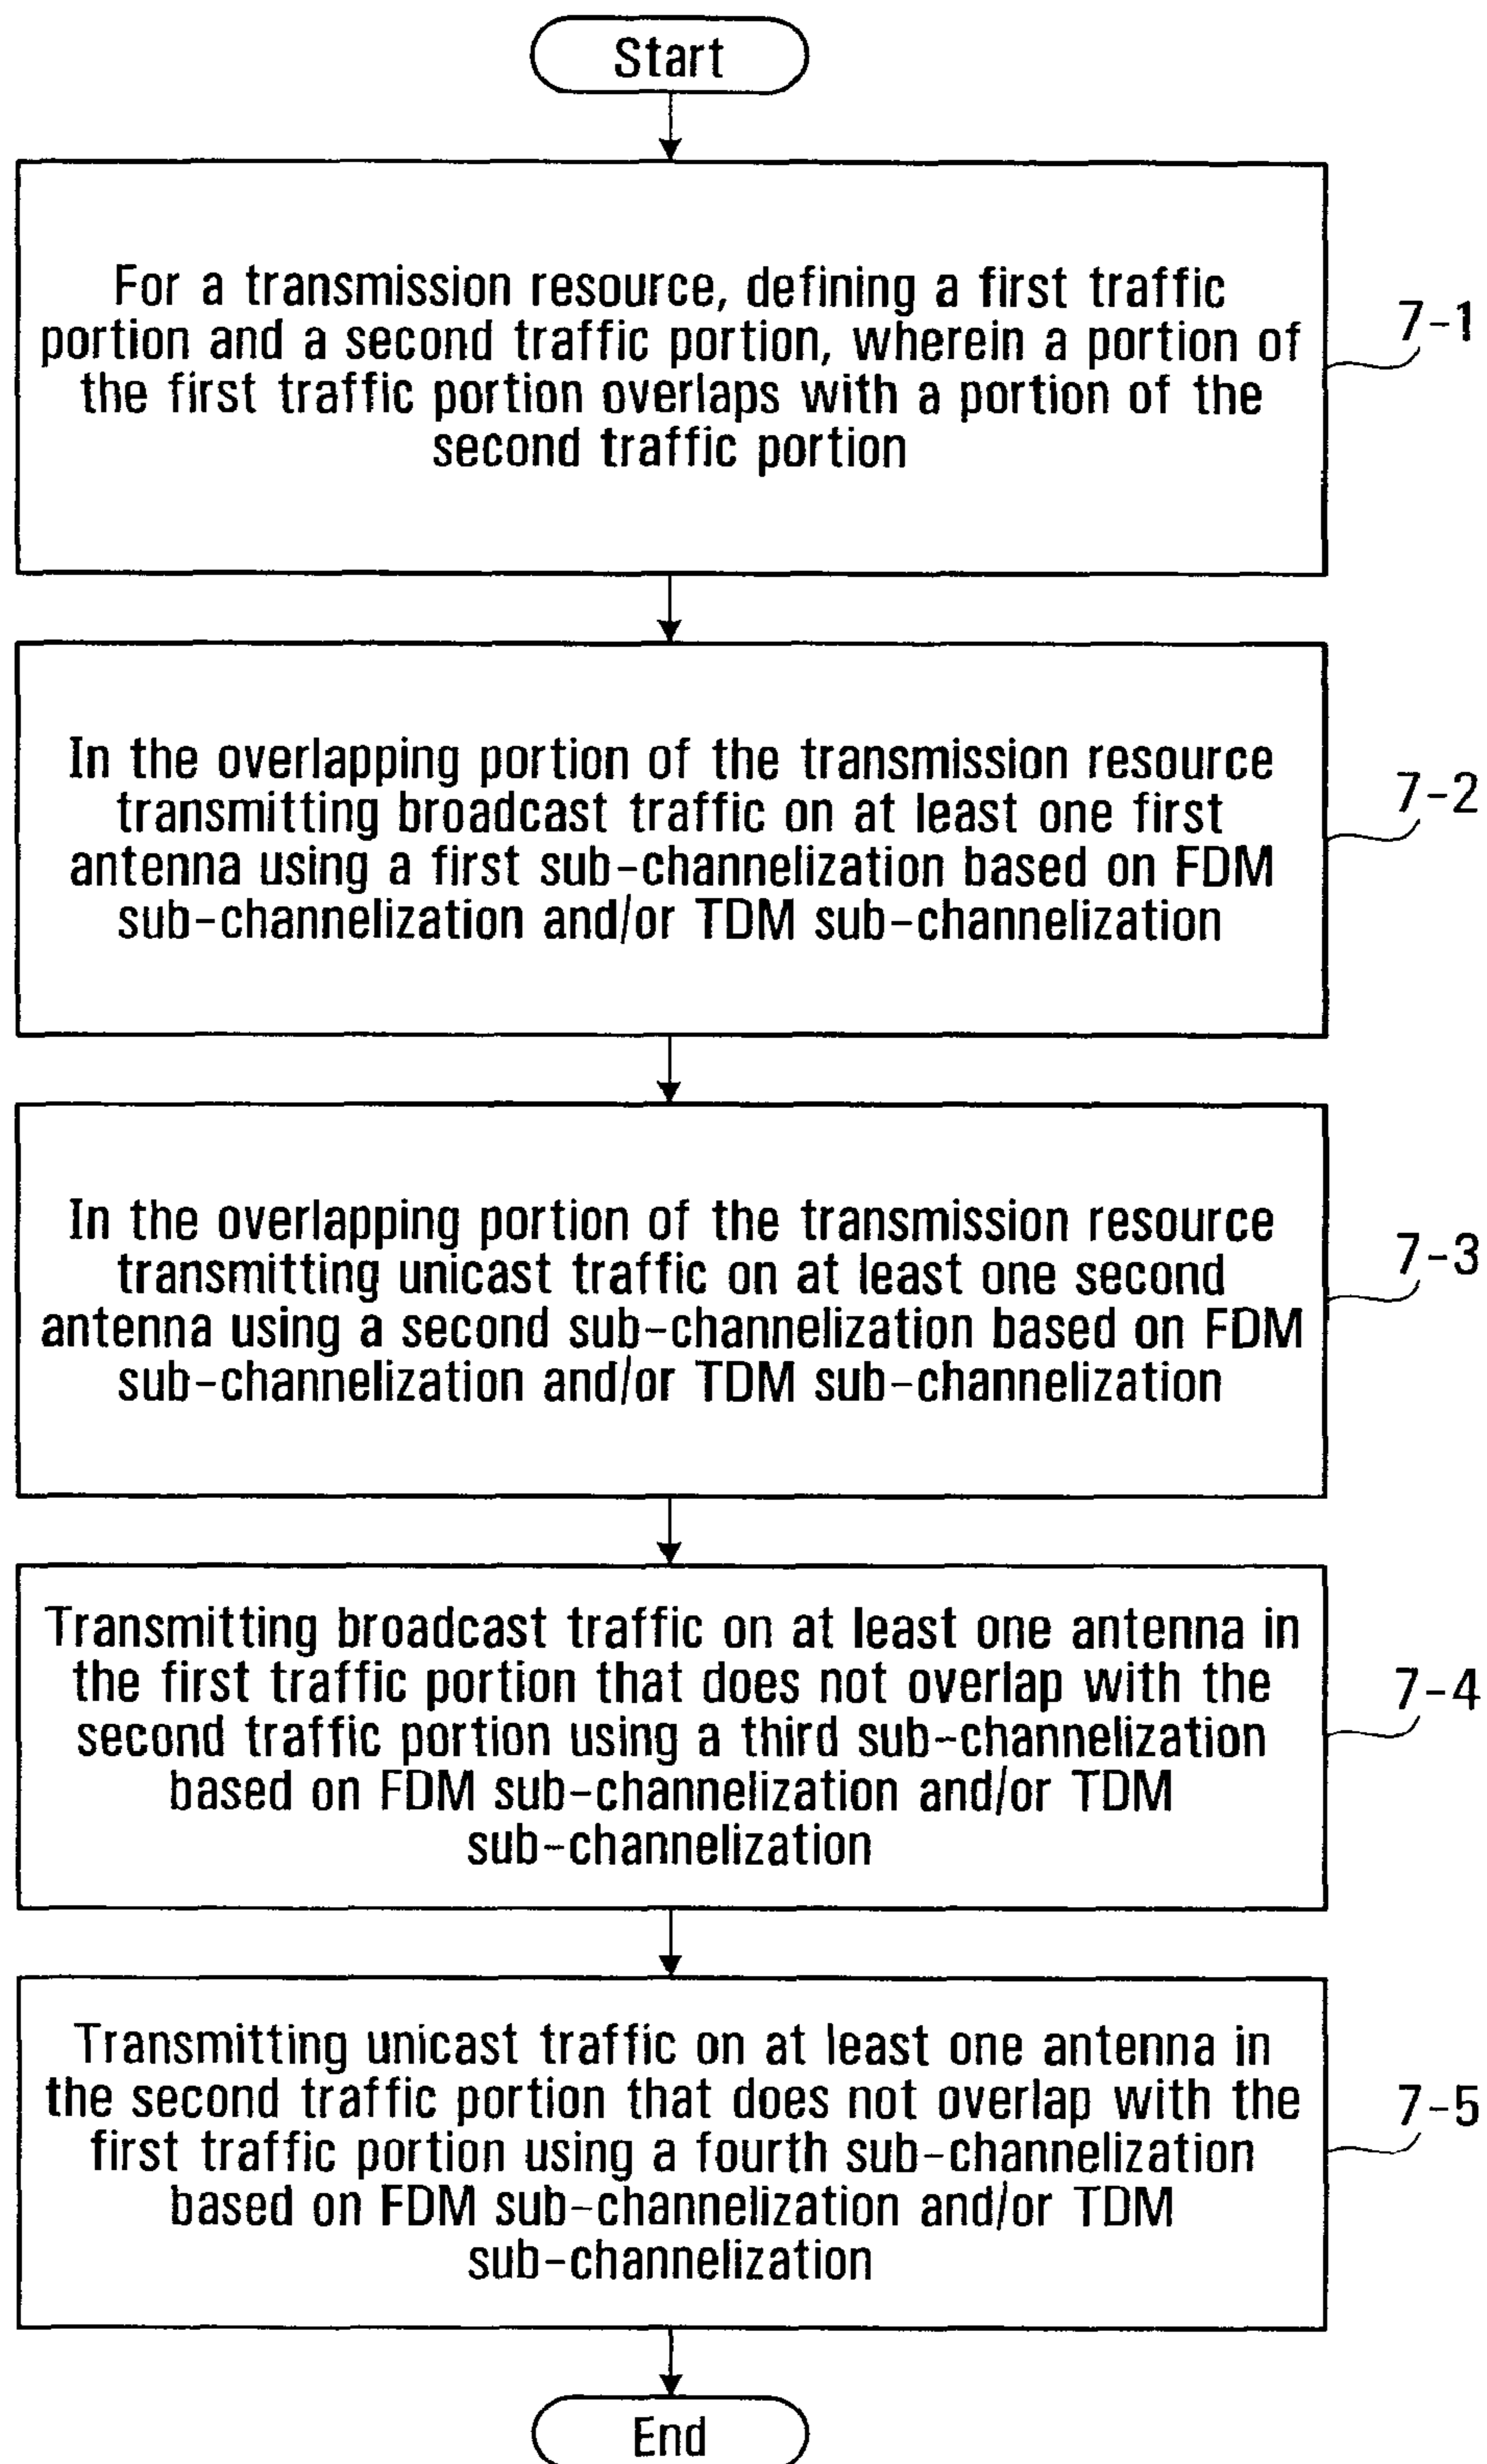 Start
For a transmission resource, defining a first traffic
portion and a second traffic portion, wherein a portion of
the first traffic portion overlaps with a portion of the
second traffic portion
7-1
In the overlapping portion of the transmission resource
transmitting broadcast traffic on at least one first
antenna using a first sub-channelization based on FDM
sub-channelization and/or TDM sub-channelization
7-2
In the overlapping portion of the transmission resource
transmitting unicast traffic on at least one second
antenna using a second sub-channelization based on FDM
sub-channelization and/or TDM sub-channelization
7-3
Transmitting broadcast traffic on at least one antenna in
the first traffic portion that does not overlap with the
second traffic portion using a third sub-channelization
based on FDM sub-channelization and/or TDM
sub-channelization
7-4
Transmitting unicast traffic on at least one antenna in
the second traffic portion that does not overlap with the
first traffic portion using a fourth sub-channelization
based on FDM sub-channelization and/or TDM
sub-channelization
7-5
End